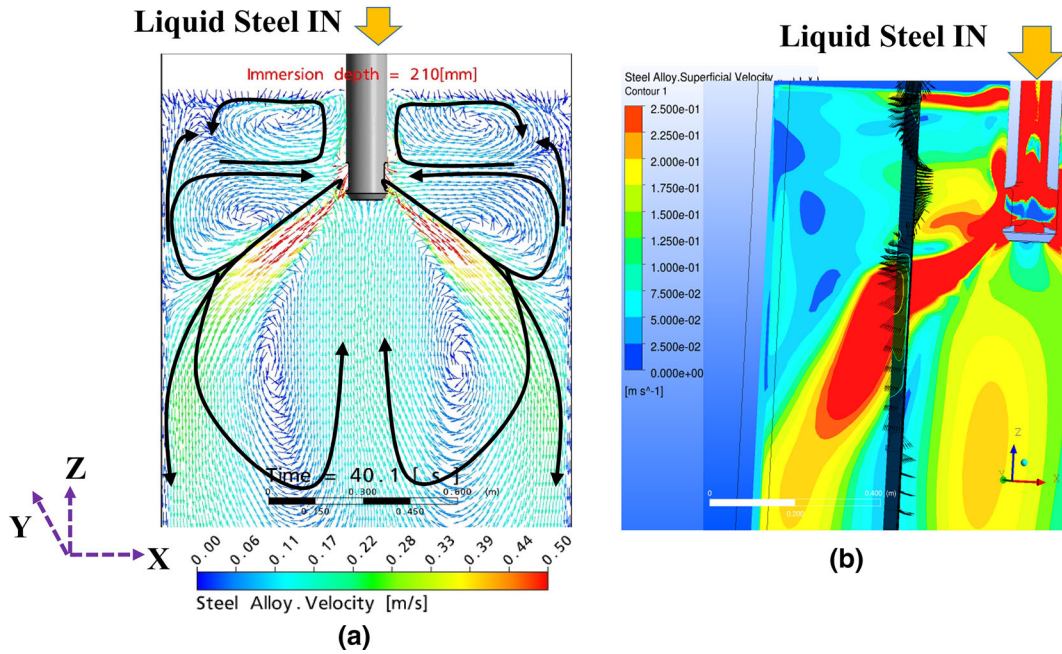 Liquid Steel IN
Immersion depth = 210[mm]
Time = 40.1 [ s ]
0 0.300 0.600 (m)
0.150 0.450
Z
Y
X
0.00 0.06 0.11 0.17 0.22 0.28 0.33 0.39 0.44 0.50
Steel Alloy.Velocity [m/s]
(a)
Liquid Steel IN
Steel Alloy.Superficial Velocity
Contour 1
2.500e-01
2.250e-01
2.000e-01
1.750e-01
1.500e-01
1.250e-01
1.000e-01
7.500e-02
5.000e-02
2.500e-02
0.000e+00
[m s^-1]
Z
X
0 0.400 (m)
0.200
(b)